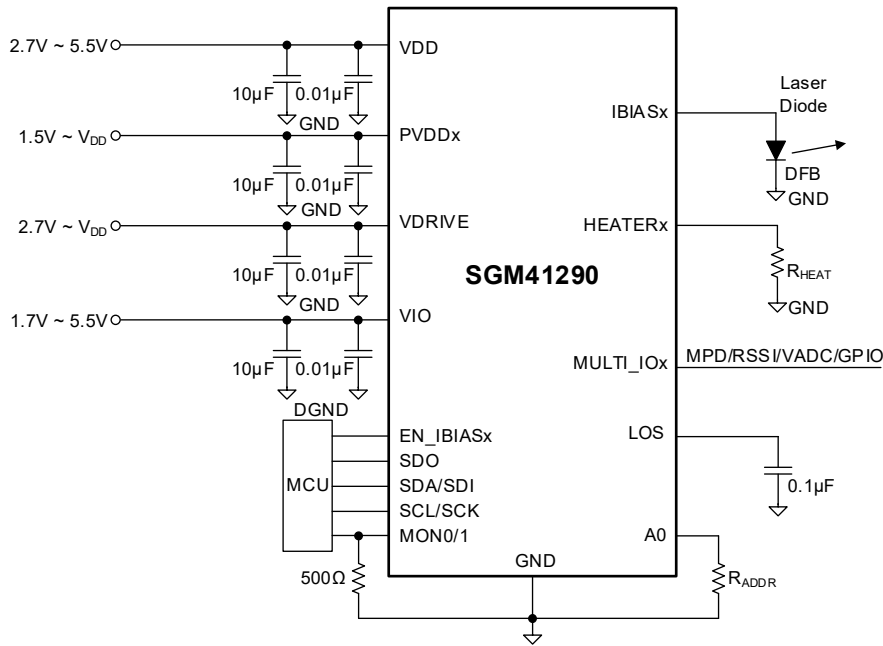 2.7V ~ 5.5V
VDD
10µF
0.01µF
GND
1.5V ~ VDD
PVDDx
10µF
0.01µF
GND
2.7V ~ VDD
VDRIVE
10µF
0.01µF
GND
1.7V ~ 5.5V
VIO
10µF
0.01µF
DGND
MCU
EN_IBIASx
SDO
SDA/SDI
SCL/SCK
MON0/1
500Ω
SGM41290
GND
IBIASx
Laser
Diode
DFB
GND
HEATERx
RHEAT
GND
MULTI_IOx
MPD/RSSI/VADC/GPIO
LOS
0.1µF
A0
RADDR